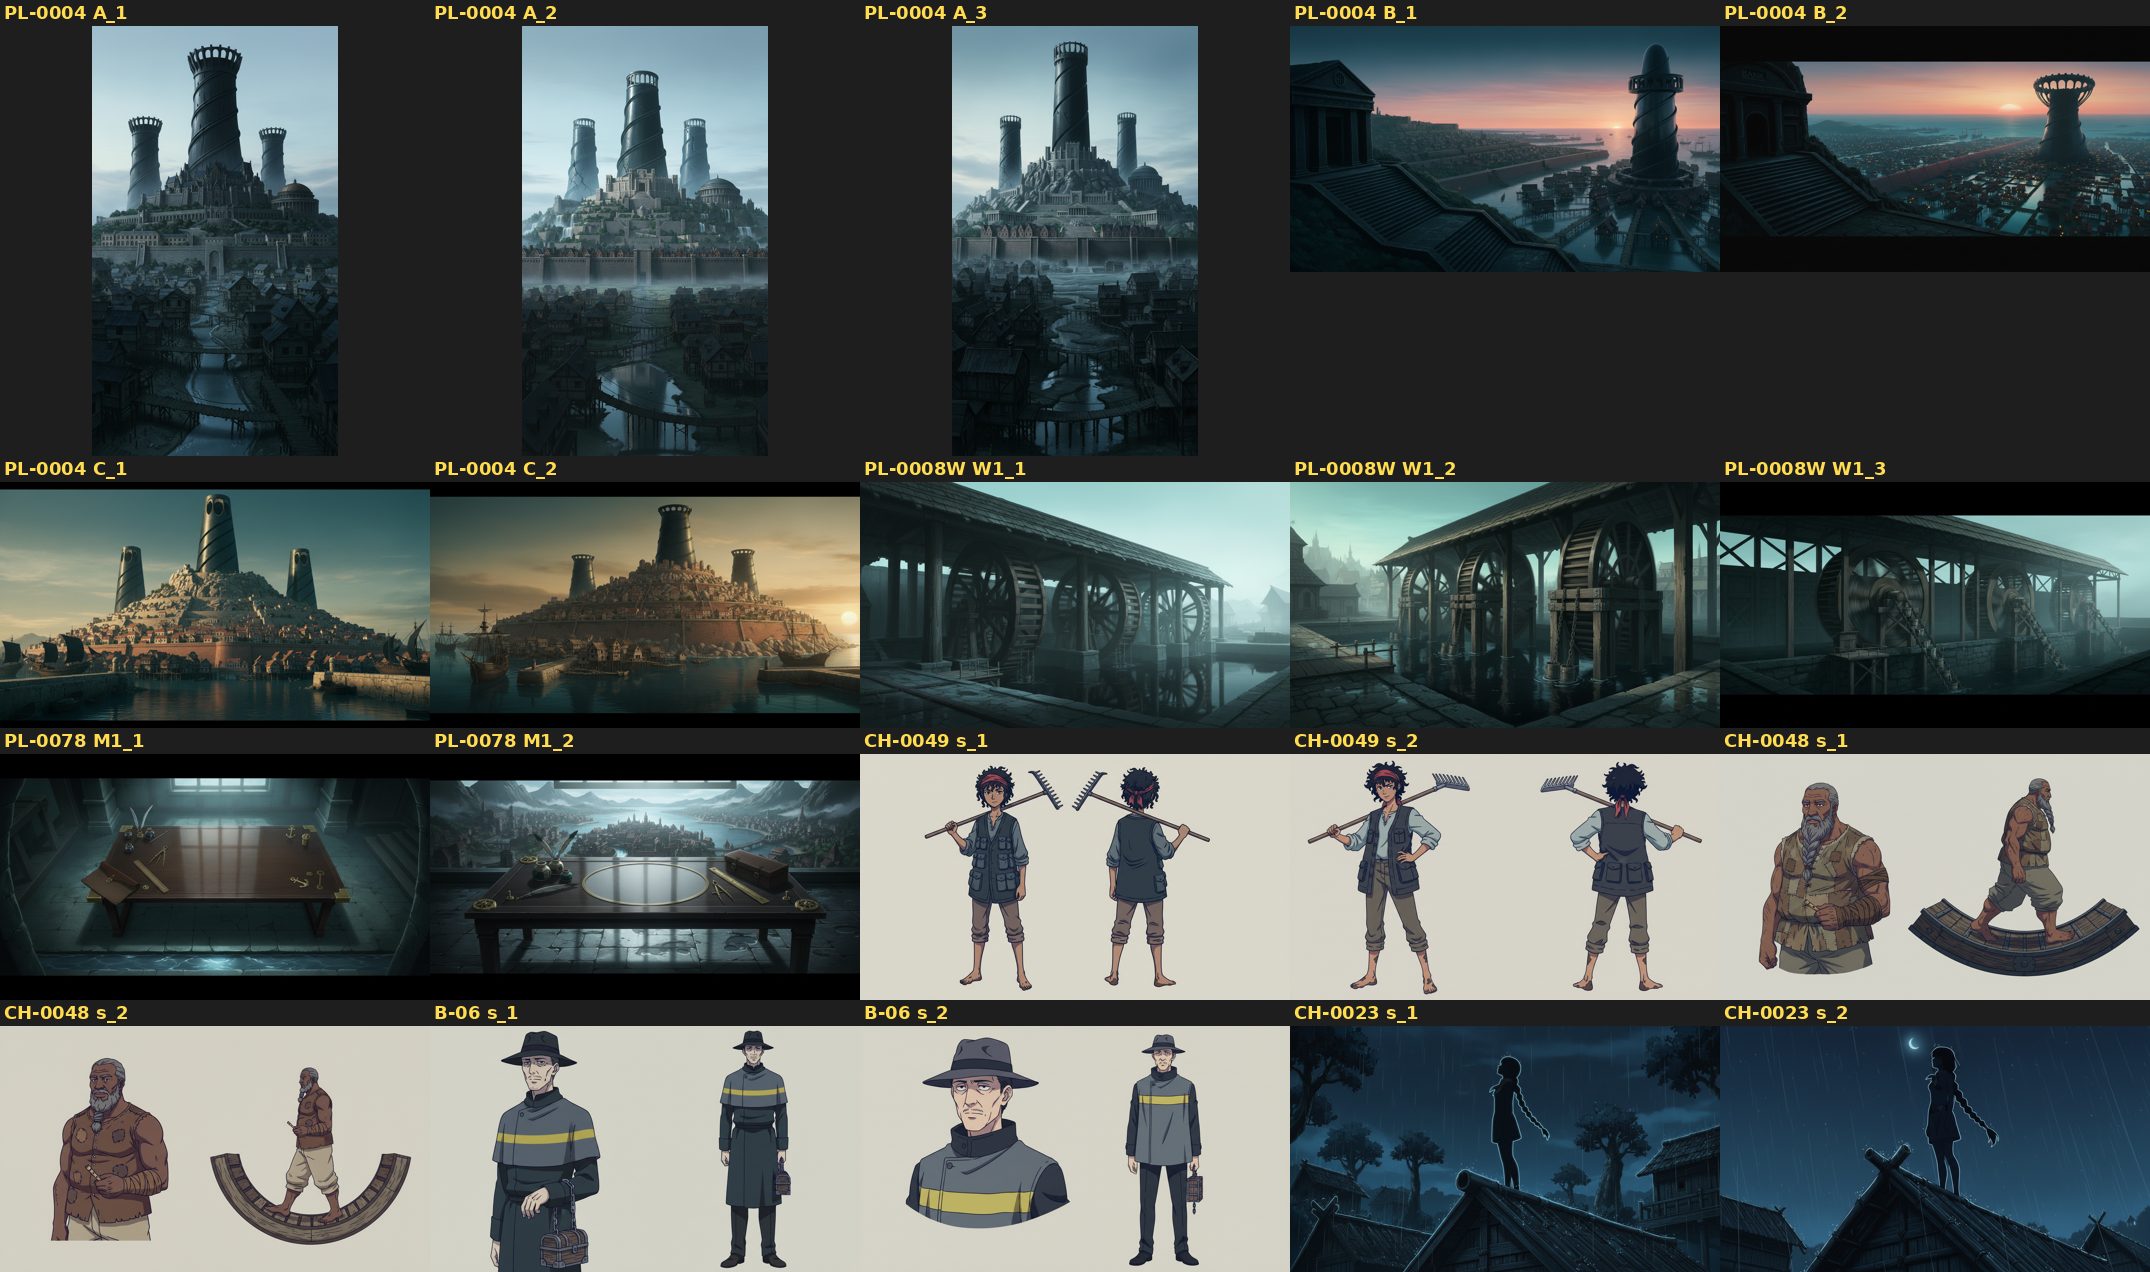 PL-0004 A_1
PL-0004 A_2
PL-0004 A_3
PL-0004 B_1
PL-0004 B_2
PL-0004 C_1
PL-0004 C_2
PL-0008W W1_1
PL-0008W W1_2
PL-0008W W1_3
PL-0078 M1_1
PL-0078 M1_2
CH-0049 s_1
CH-0049 s_2
CH-0048 s_1
CH-0048 s_2
B-06 s_1
B-06 s_2
CH-0023 s_1
CH-0023 s_2